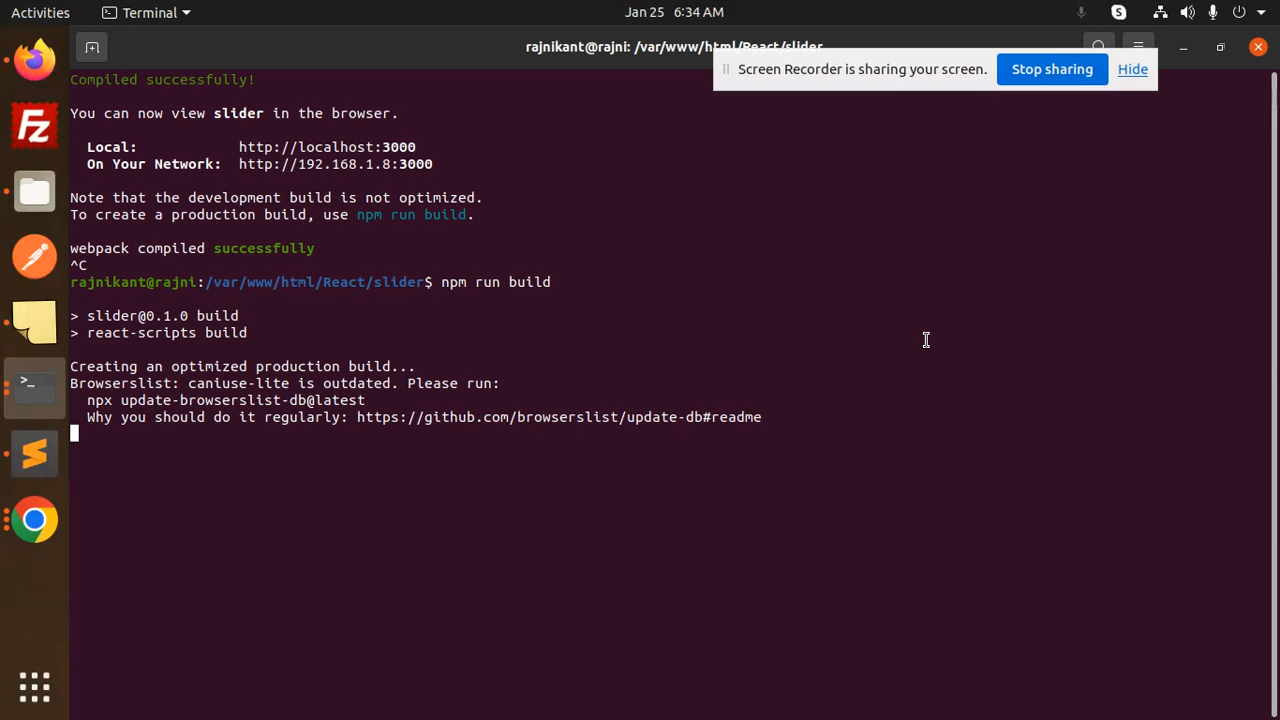 Activities
Terminal
Jan 25 6:34 AM
rajnikant@rajni: /var/www/html/React/slider
Screen Recorder is sharing your screen.
Stop sharing
Hide
Compiled successfully!
You can now view slider in the browser.
Local: http://localhost:3000
On Your Network: http://192.168.1.8:3000
Note that the development build is not optimized.
To create a production build, use npm run build.
webpack compiled successfully
^C
rajnikant@rajni:/var/www/html/React/slider$ npm run build
> slider@0.1.0 build
> react-scripts build
Creating an optimized production build...
Browserslist: caniuse-lite is outdated. Please run:
npx update-browserslist-db@latest
Why you should do it regularly: https://github.com/browserslist/update-db#readme